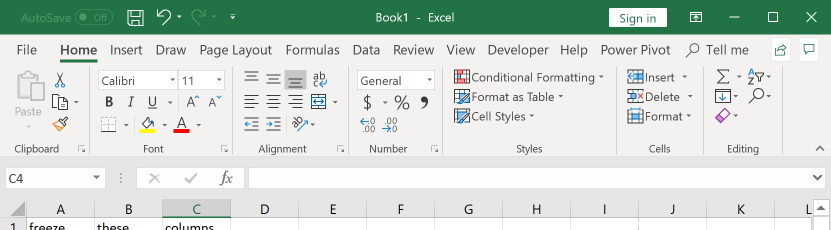 AutoSave Off Book1 - Excel Sign in
File Home Insert Draw Page Layout Formulas Data Review View Developer Help Power Pivot Tell me
Paste Calibri 11 General Conditional Formatting Insert
B I U A A $ % , Format as Table Delete
A Cell Styles Format
Clipboard Font Alignment Number Styles Cells Editing
C4 fx
A B C D E F G H I J K L
1 freeze these columns